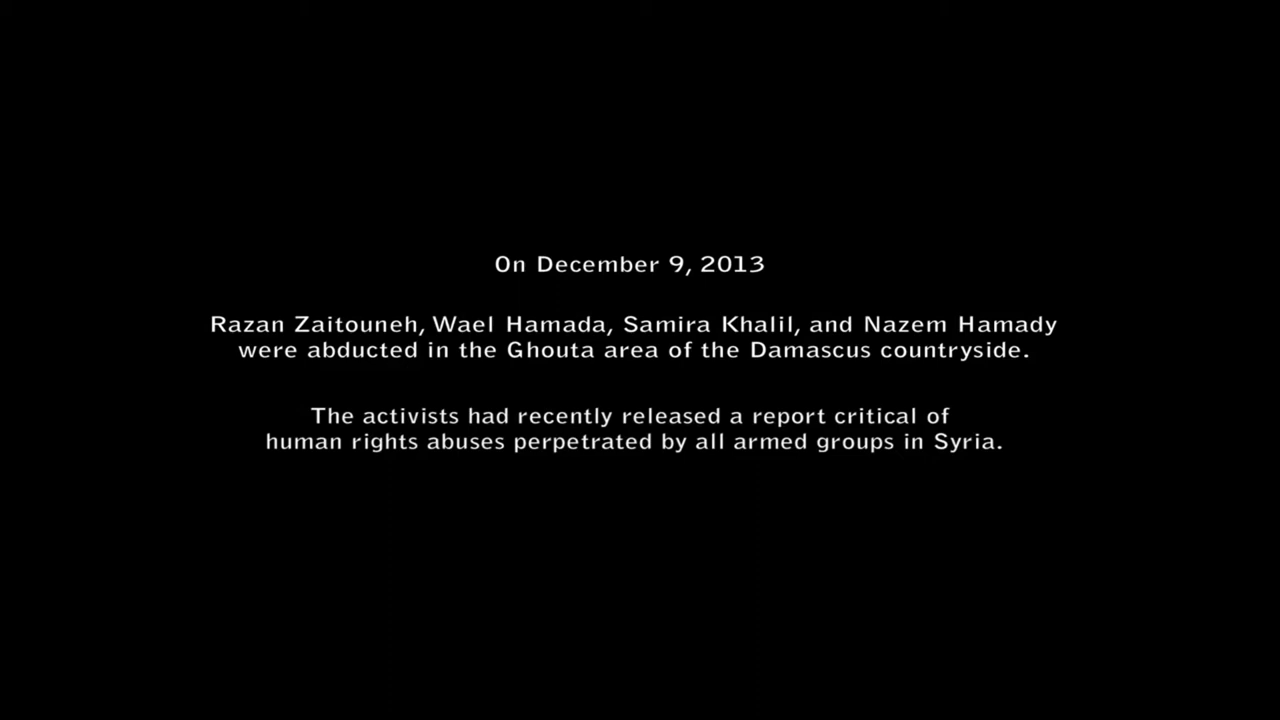 On December 9, 2013
Razan Zaitouneh, Wael Hamada, Samira Khalil, and Nazem Hamady
were abducted in the Ghouta area of the Damascus countryside.
The activists had recently released a report critical of
human rights abuses perpetrated by all armed groups in Syria.